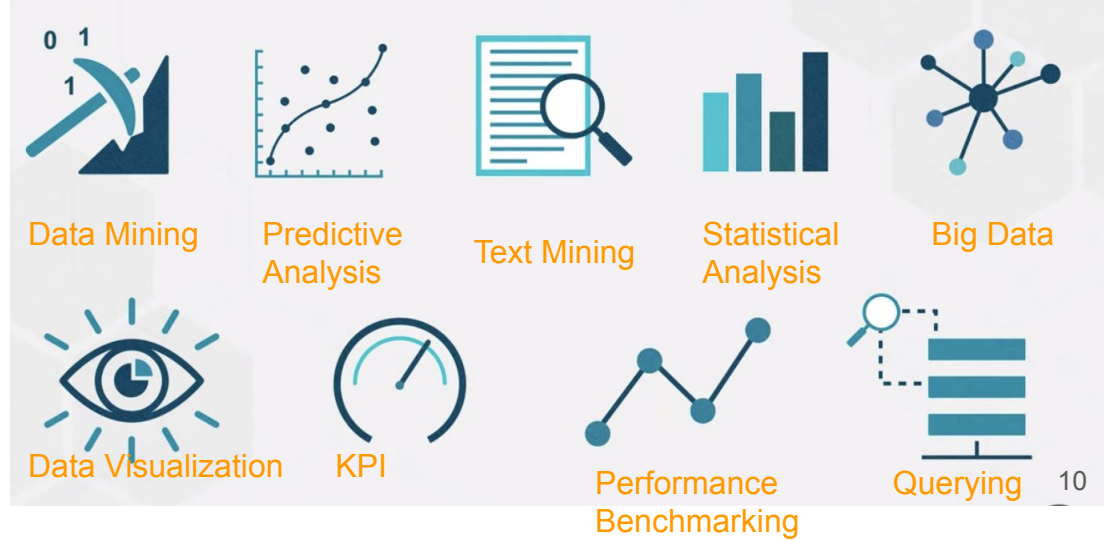 0 1
1
Data Mining
Predictive
Analysis
Text Mining
Statistical
Analysis
Big Data
Data Visualization
KPI
Performance
Benchmarking
Querying
10